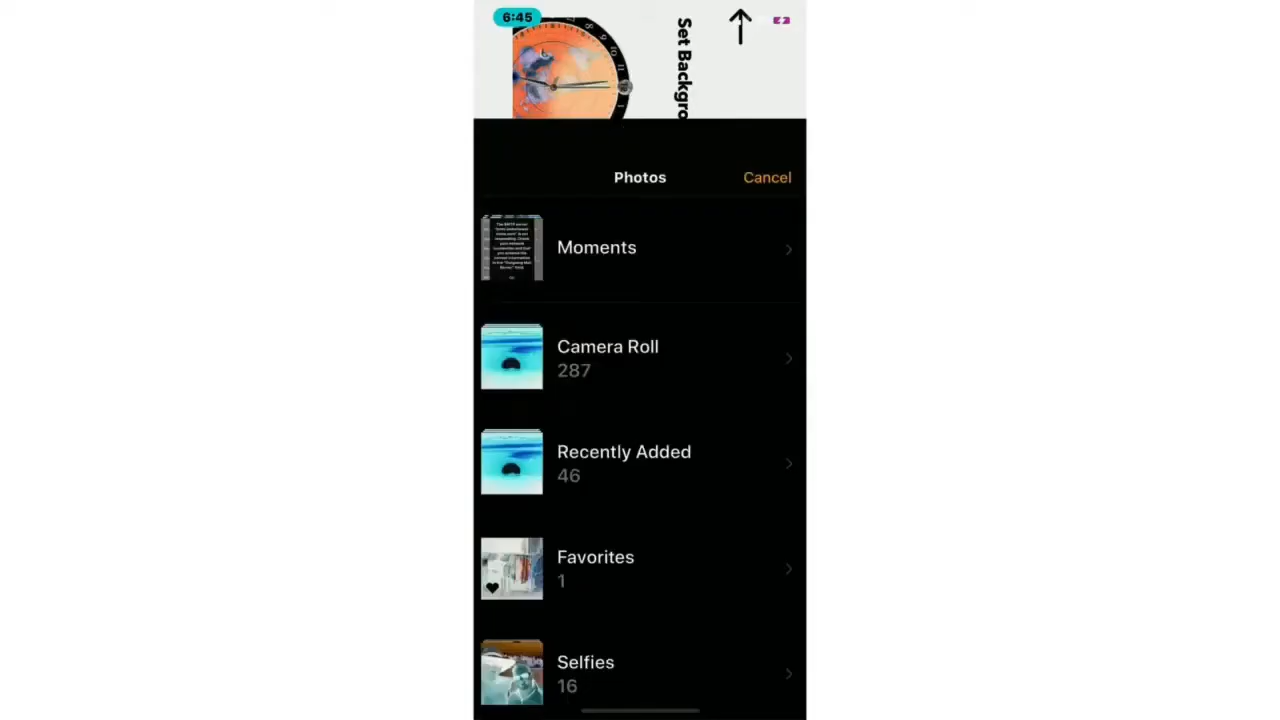 6:45
Set Backgro
Photos
Cancel
Moments
Camera Roll
287
Recently Added
46
Favorites
1
Selfies
16